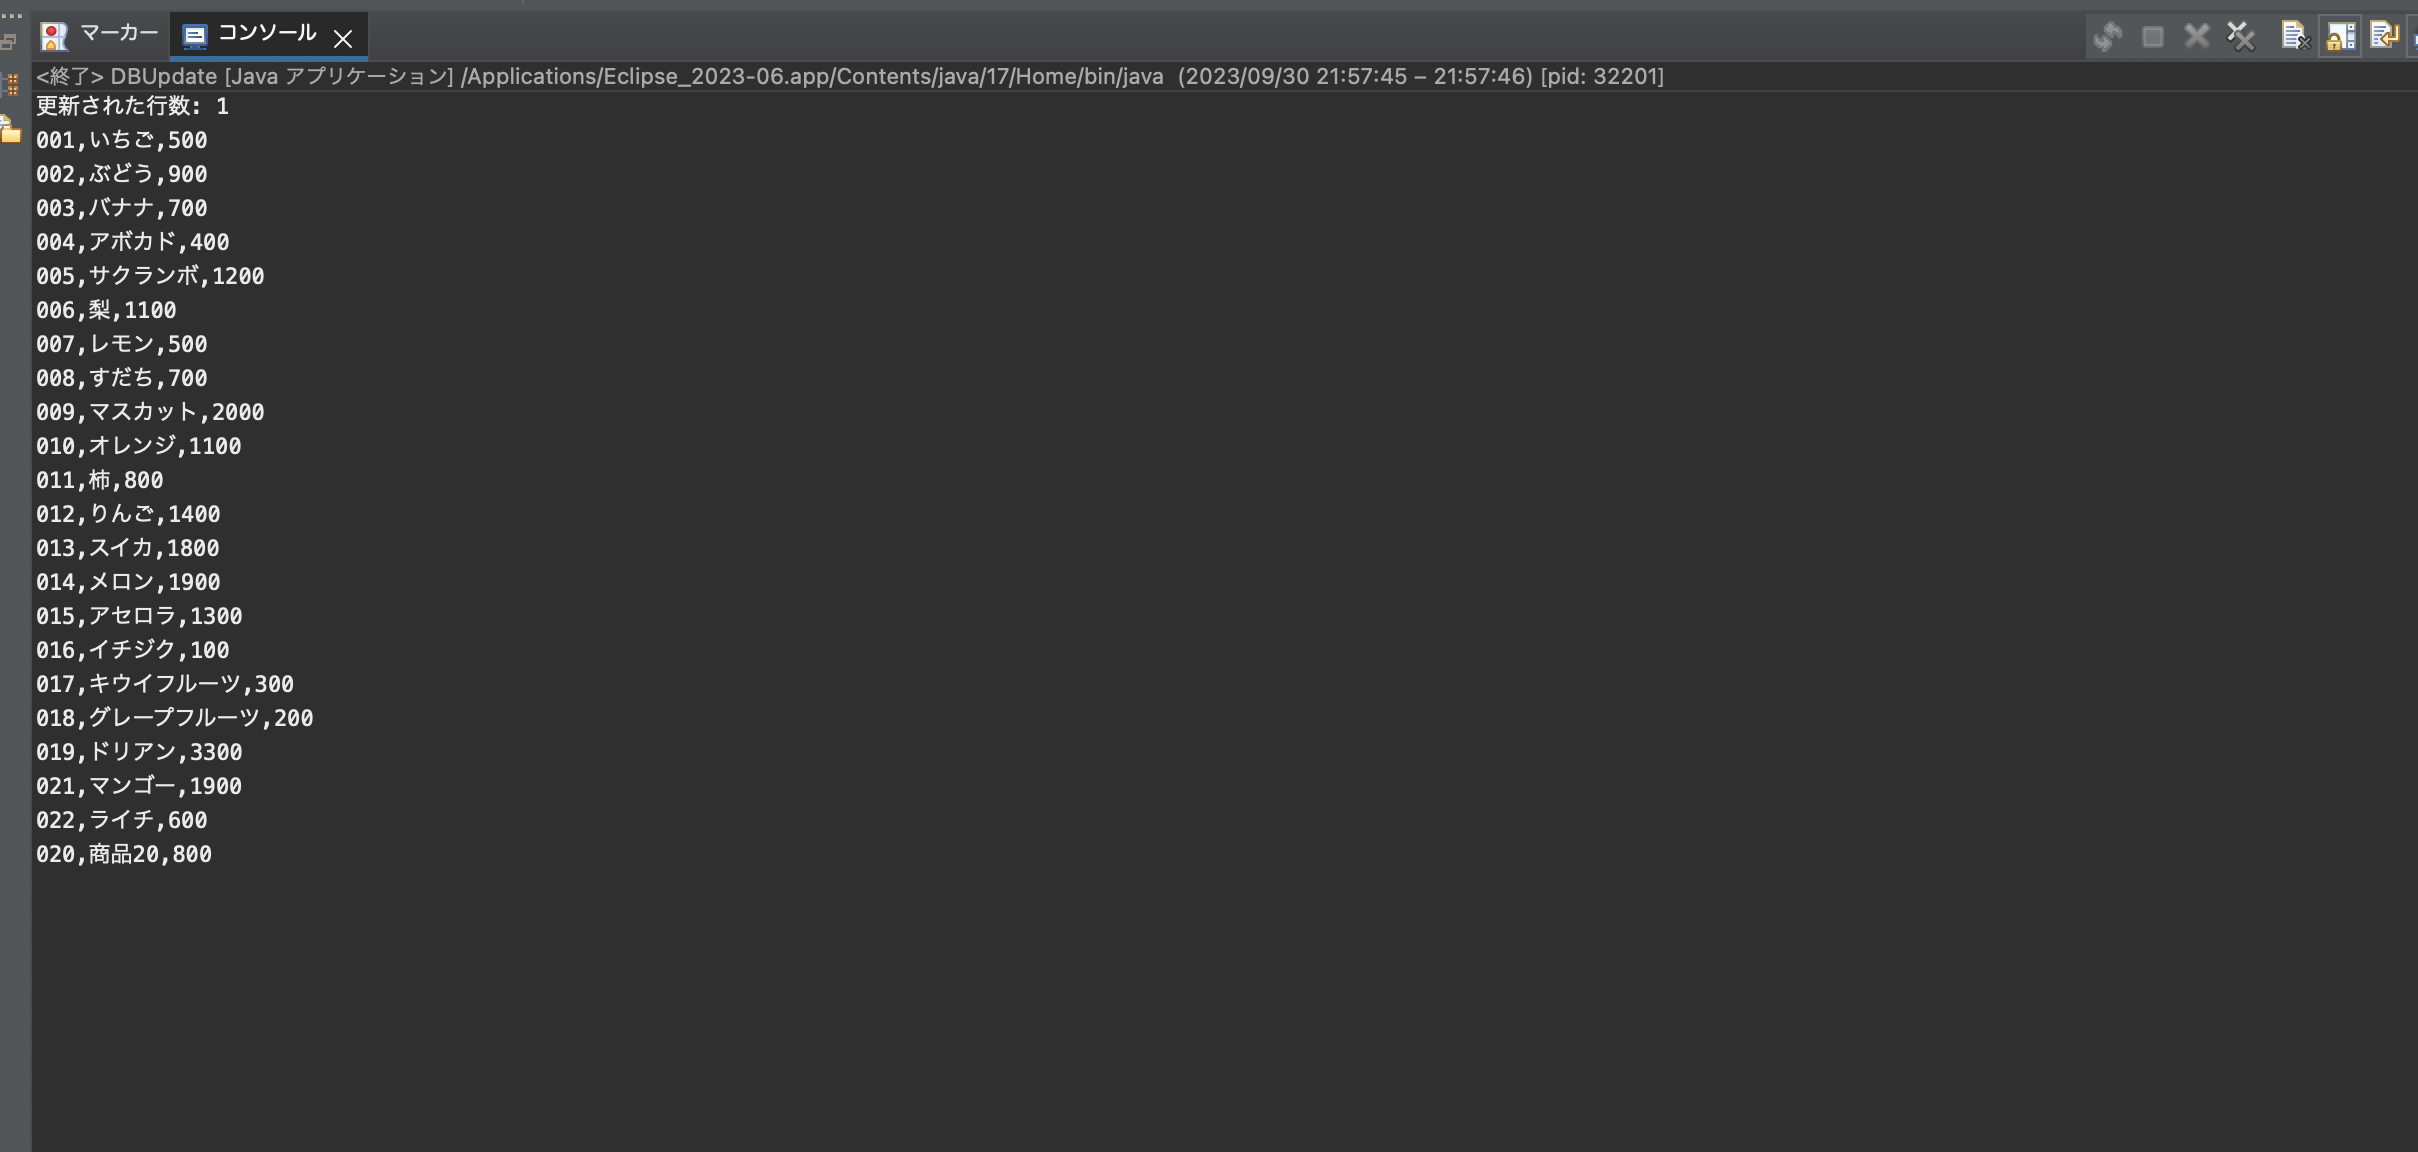 マーカー コンソール
<終了> DBUpdate [Java アプリケーション] /Applications/Eclipse_2023-06.app/Contents/java/17/Home/bin/java (2023/09/30 21:57:45 – 21:57:46) [pid: 32201]
更新された行数: 1
001,いちご,500
002,ぶどう,900
003,バナナ,700
004,アボカド,400
005,サクランボ,1200
006,梨,1100
007,レモン,500
008,すだち,700
009,マスカット,2000
010,オレンジ,1100
011,柿,800
012,りんご,1400
013,スイカ,1800
014,メロン,1900
015,アセロラ,1300
016,イチジク,100
017,キウイフルーツ,300
018,グレープフルーツ,200
019,ドリアン,3300
021,マンゴー,1900
022,ライチ,600
020,商品20,800